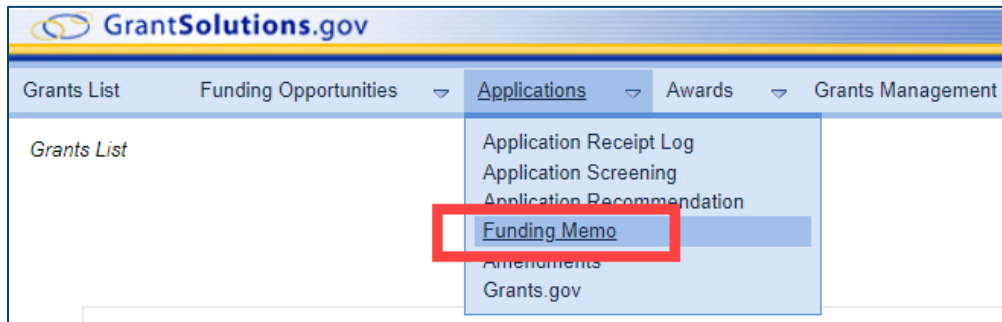 GrantSolutions.gov
Grants List Funding Opportunities Applications Awards Grants Management
Grants List
Application Receipt Log
Application Screening
Application Recommendation
Funding Memo
Amendments
Grants.gov